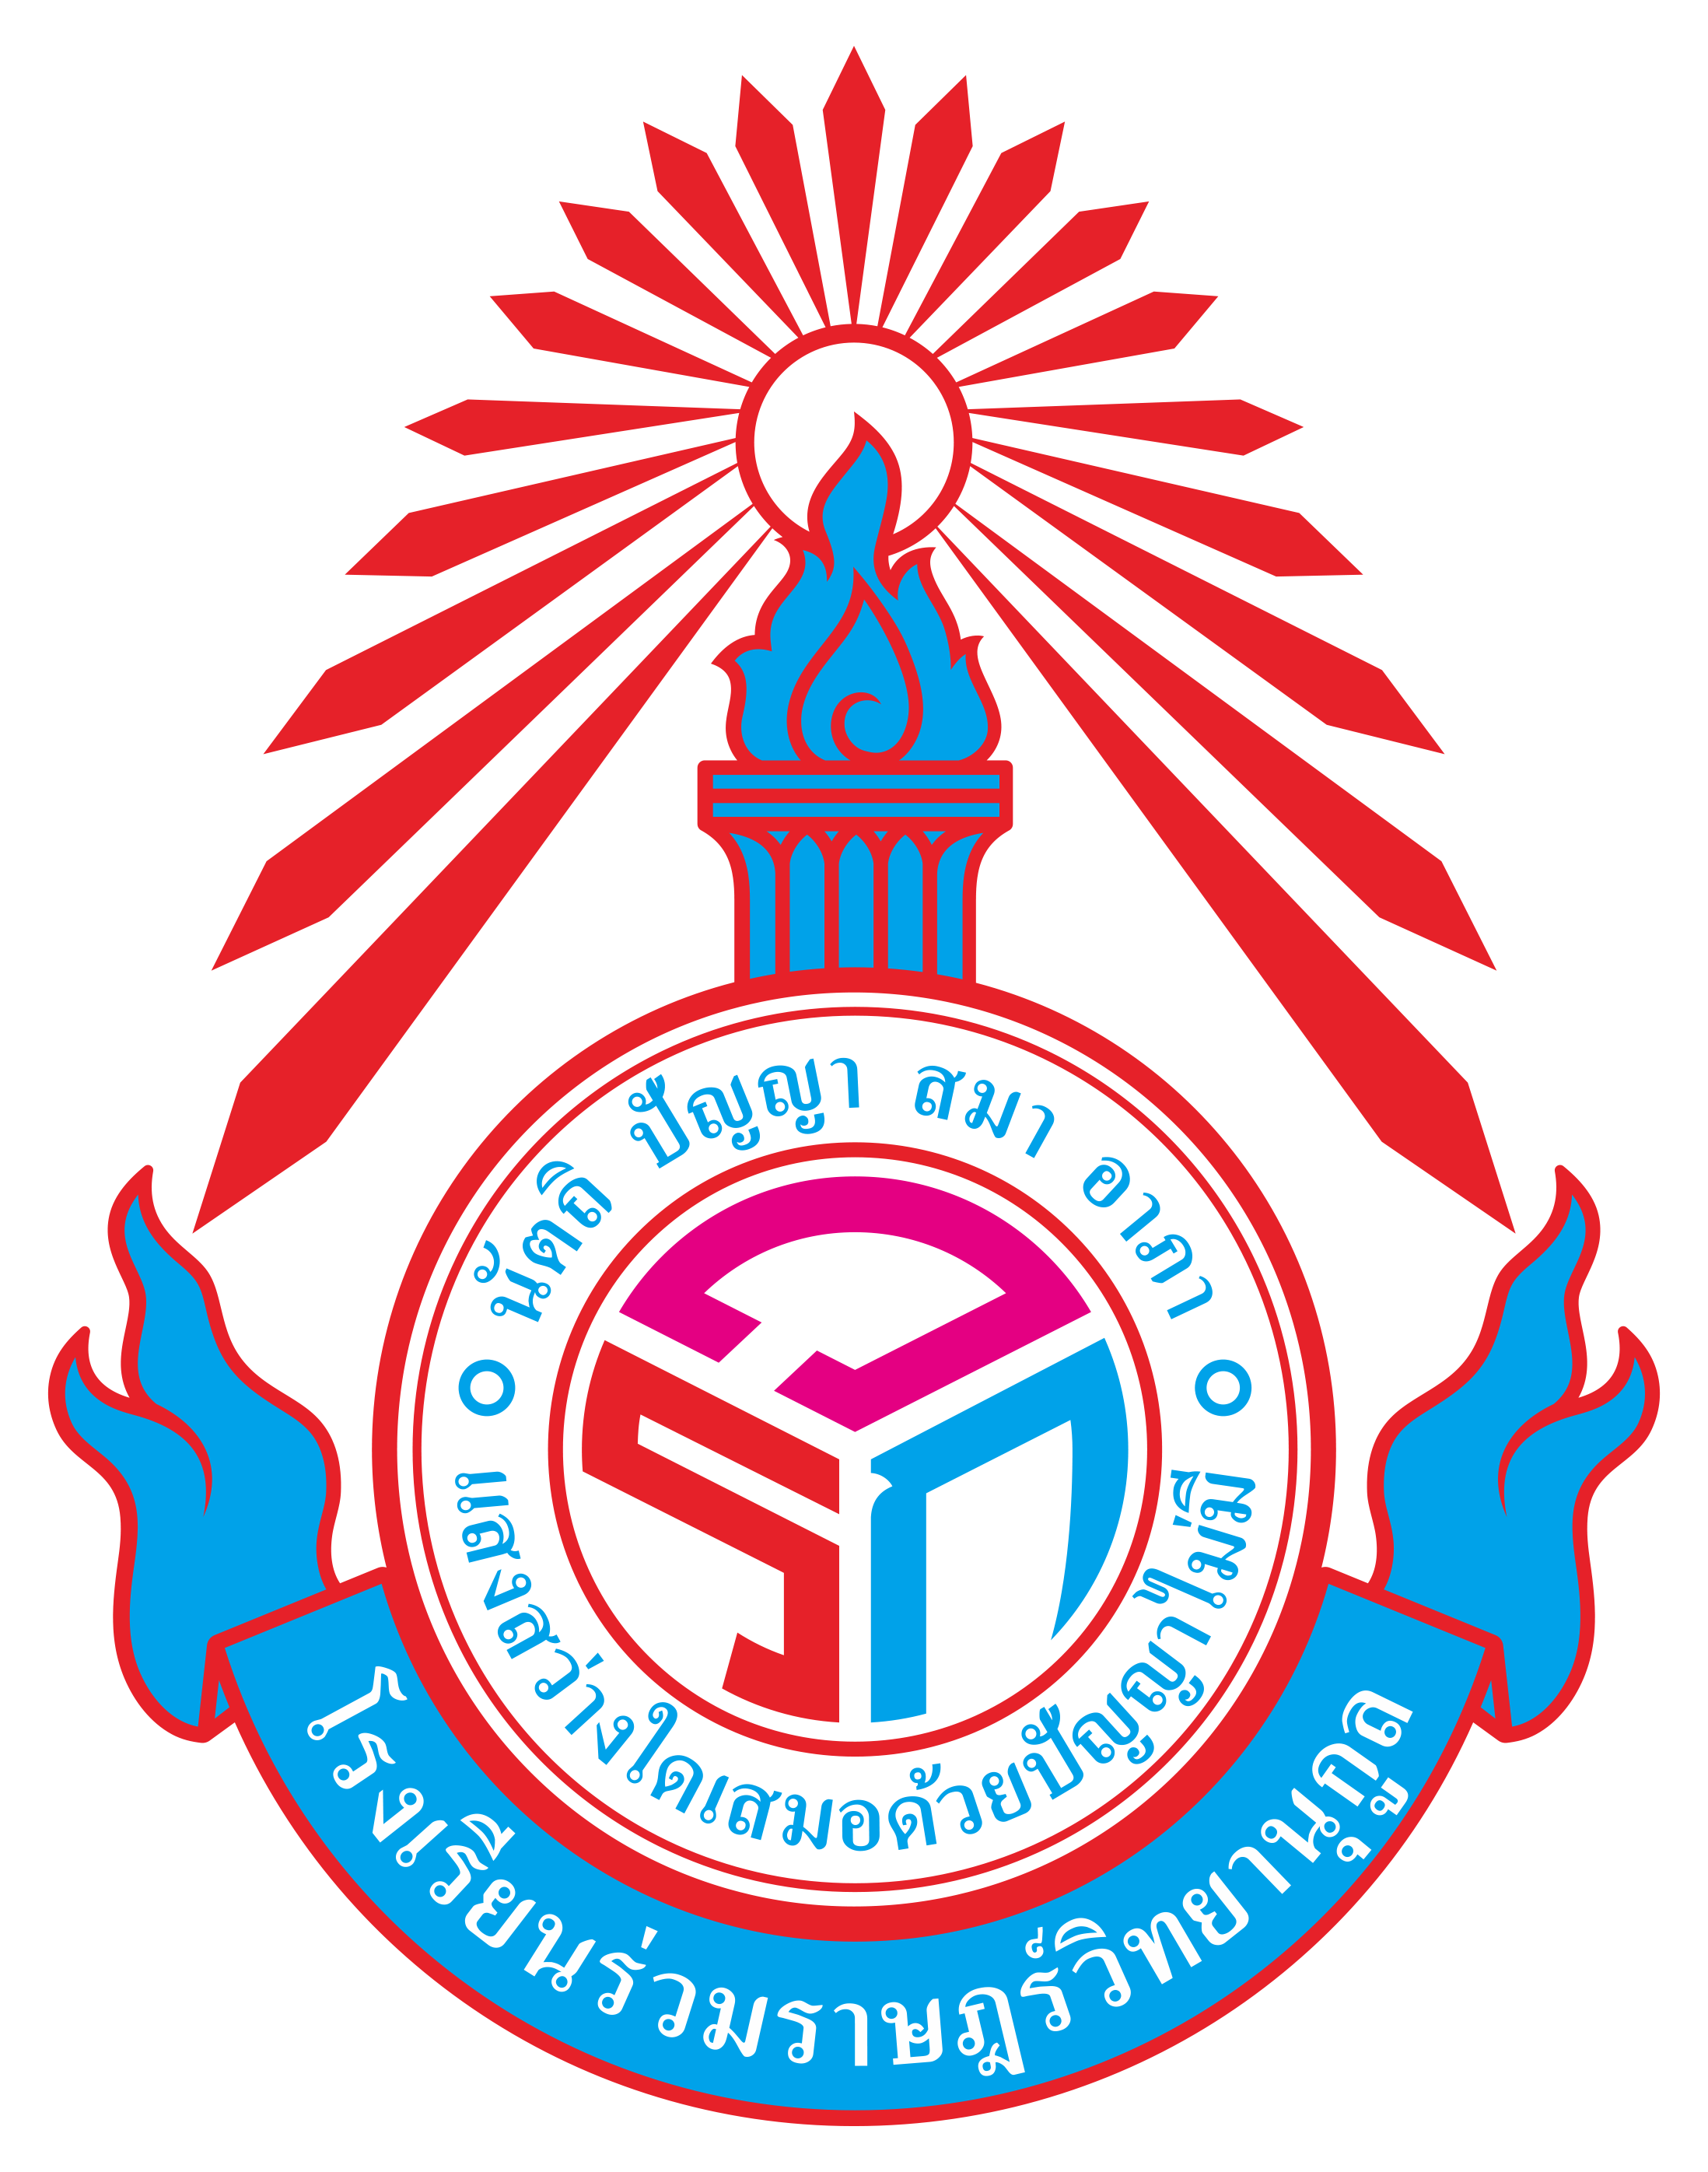 นัตถิ ปัญญา สมา อาภา
แสงสว่างใดเสมอด้วยปัญญาไม่มี
โรงเรียนร่วมราษฎร์วิทยานุกูล